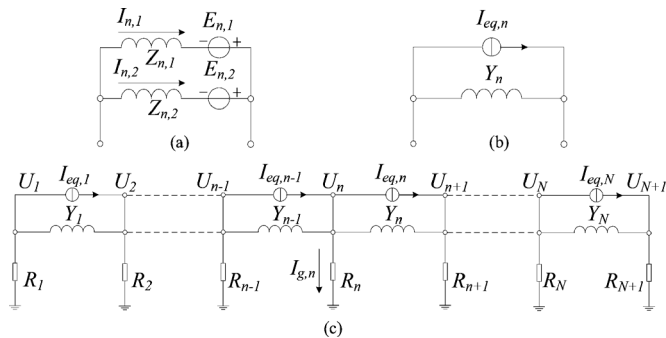 I_{n,1} E_{n,1}
Z_{n,1}
I_{n,2} E_{n,2}
Z_{n,2}
(a)
I_{eq,n}
Y_n
(b)
U_1 I_{eq,1} U_2 U_{n-1} I_{eq,n-1} U_n I_{eq,n} U_{n+1} U_N I_{eq,N} U_{N+1}
Y_1 Y_{n-1} Y_n Y_N
R_1 R_2 R_{n-1} I_{g,n} R_n R_{n+1} R_N R_{N+1}
(c)